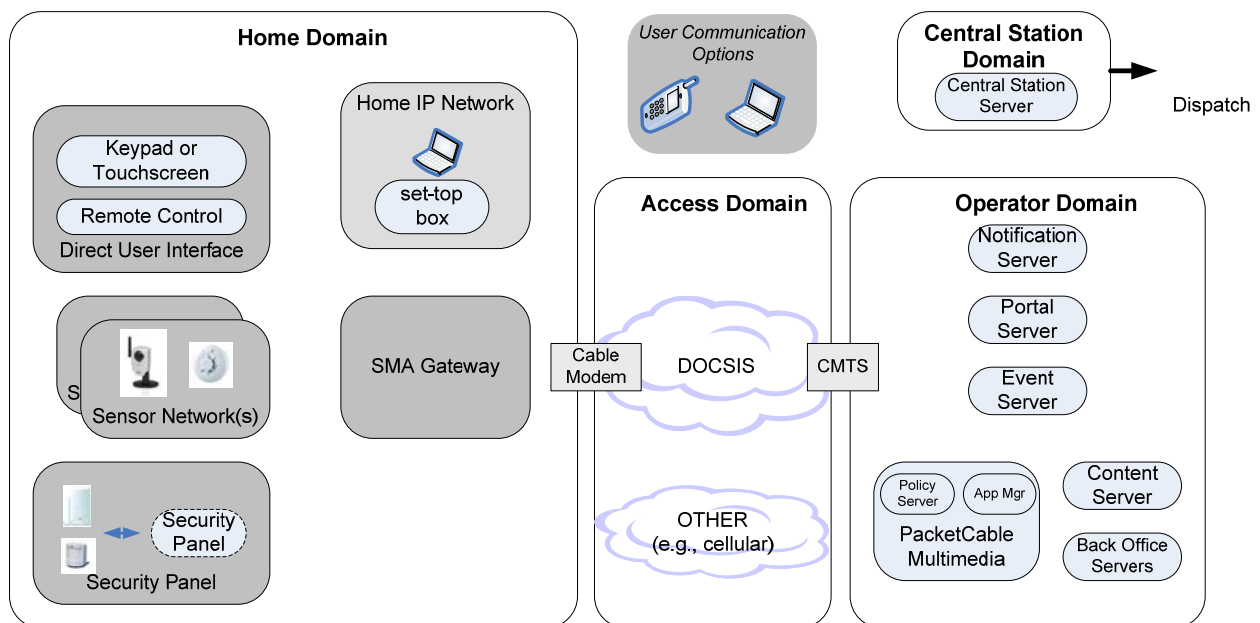 Home Domain
Keypad or
Touchscreen
Remote Control
Direct User Interface
Home IP Network
set-top
box
S
Sensor Network(s)
SMA Gateway
Security
Panel
Security Panel
User Communication
Options
Central Station
Domain
Central Station
Server
Dispatch
Access Domain
Cable
Modem
DOCSIS
CMTS
OTHER
(e.g., cellular)
Operator Domain
Notification
Server
Portal
Server
Event
Server
Policy
Server
App Mgr
PacketCable
Multimedia
Content
Server
Back Office
Servers